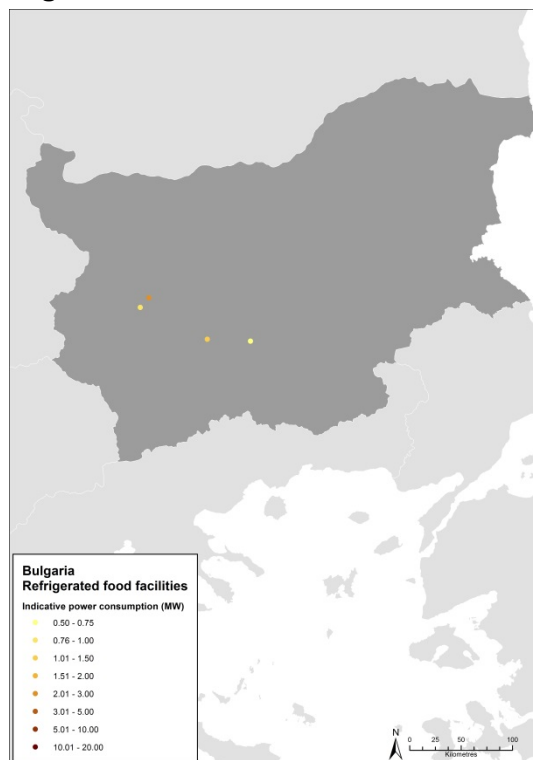 Bulgaria
Refrigerated food facilities
Indicative power consumption (MW)
0.50 - 0.75
0.76 - 1.00
1.01 - 1.50
1.51 - 2.00
2.01 - 3.00
3.01 - 5.00
5.01 - 10.00
10.01 - 20.00
N
0 25 50 100
Kilometres